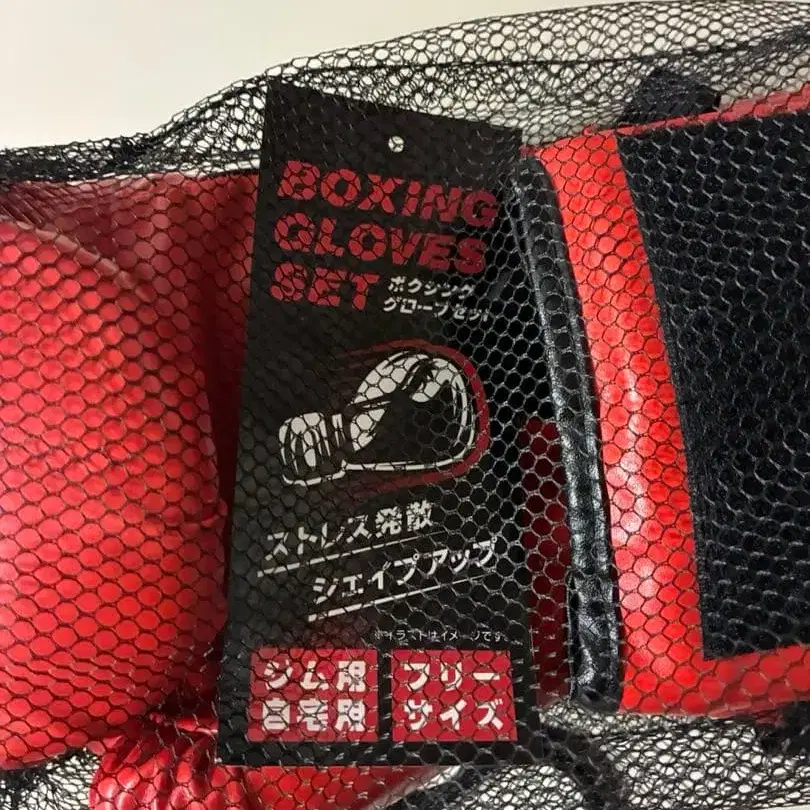 BOXING
GLOVES
SET
ボクシング
グローブセット
ストレス発散
シェイプアップ
※イラストはイメージです
ジム用
自宅用
フリー
サイズ